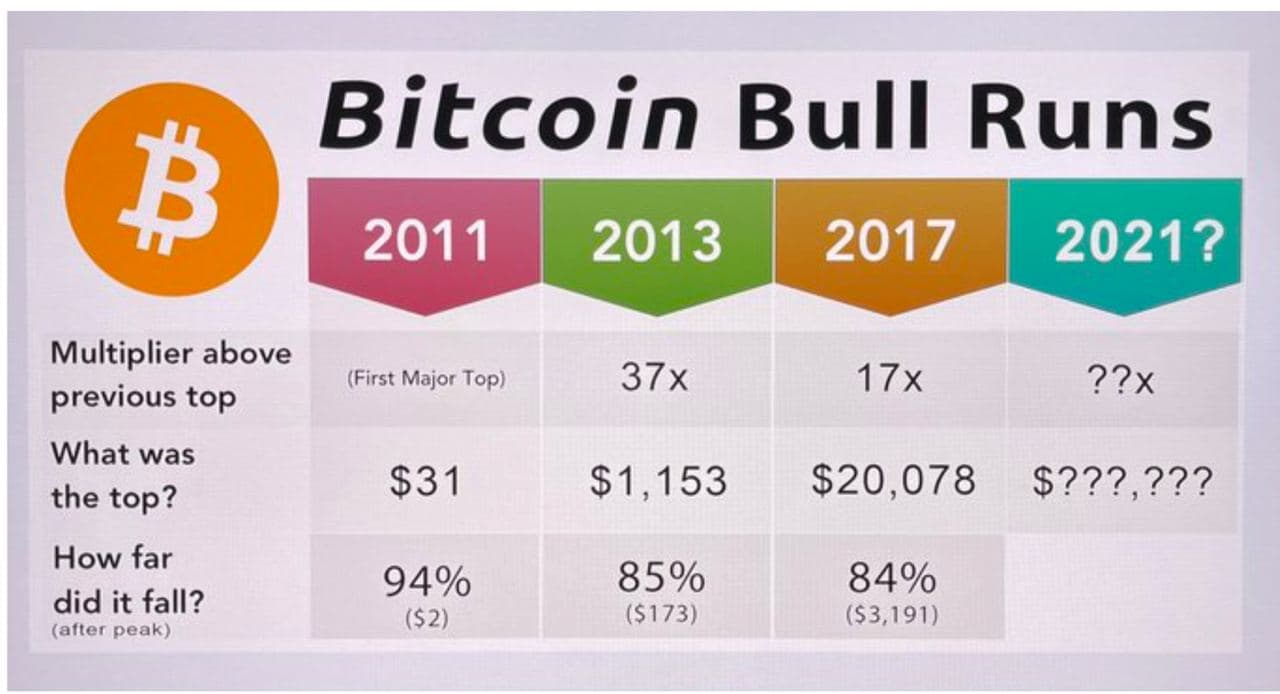 Bitcoin Bull Runs
2011 2013 2017 2021?
Multiplier above
previous top
(First Major Top) 37x 17x ??x
What was
the top?
$31 $1,153 $20,078 $???,???
How far
did it fall?
(after peak)
94% 85% 84%
($2) ($173) ($3,191)